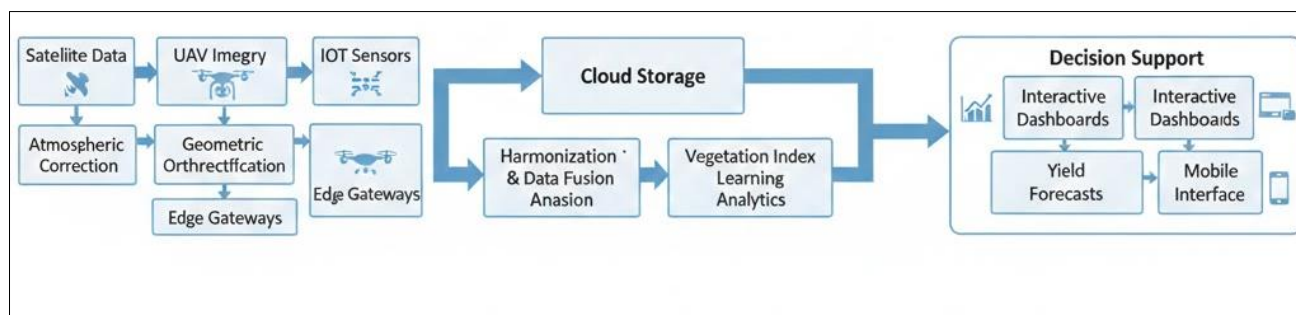 Sateliite Data
UAV Imegry
IOT Sensors
Atmospheric
Correction
Geometric
Orthrectification
Edge Gateways
Edge Gateways
Cloud Storage
Harmonization
& Data Fusion
Anasion
Vegetation Index
Learning
Analytics
Decision Support
Interactive
Dashboards
Interactive
Dashboards
Yield
Forecasts
Mobile
Interface